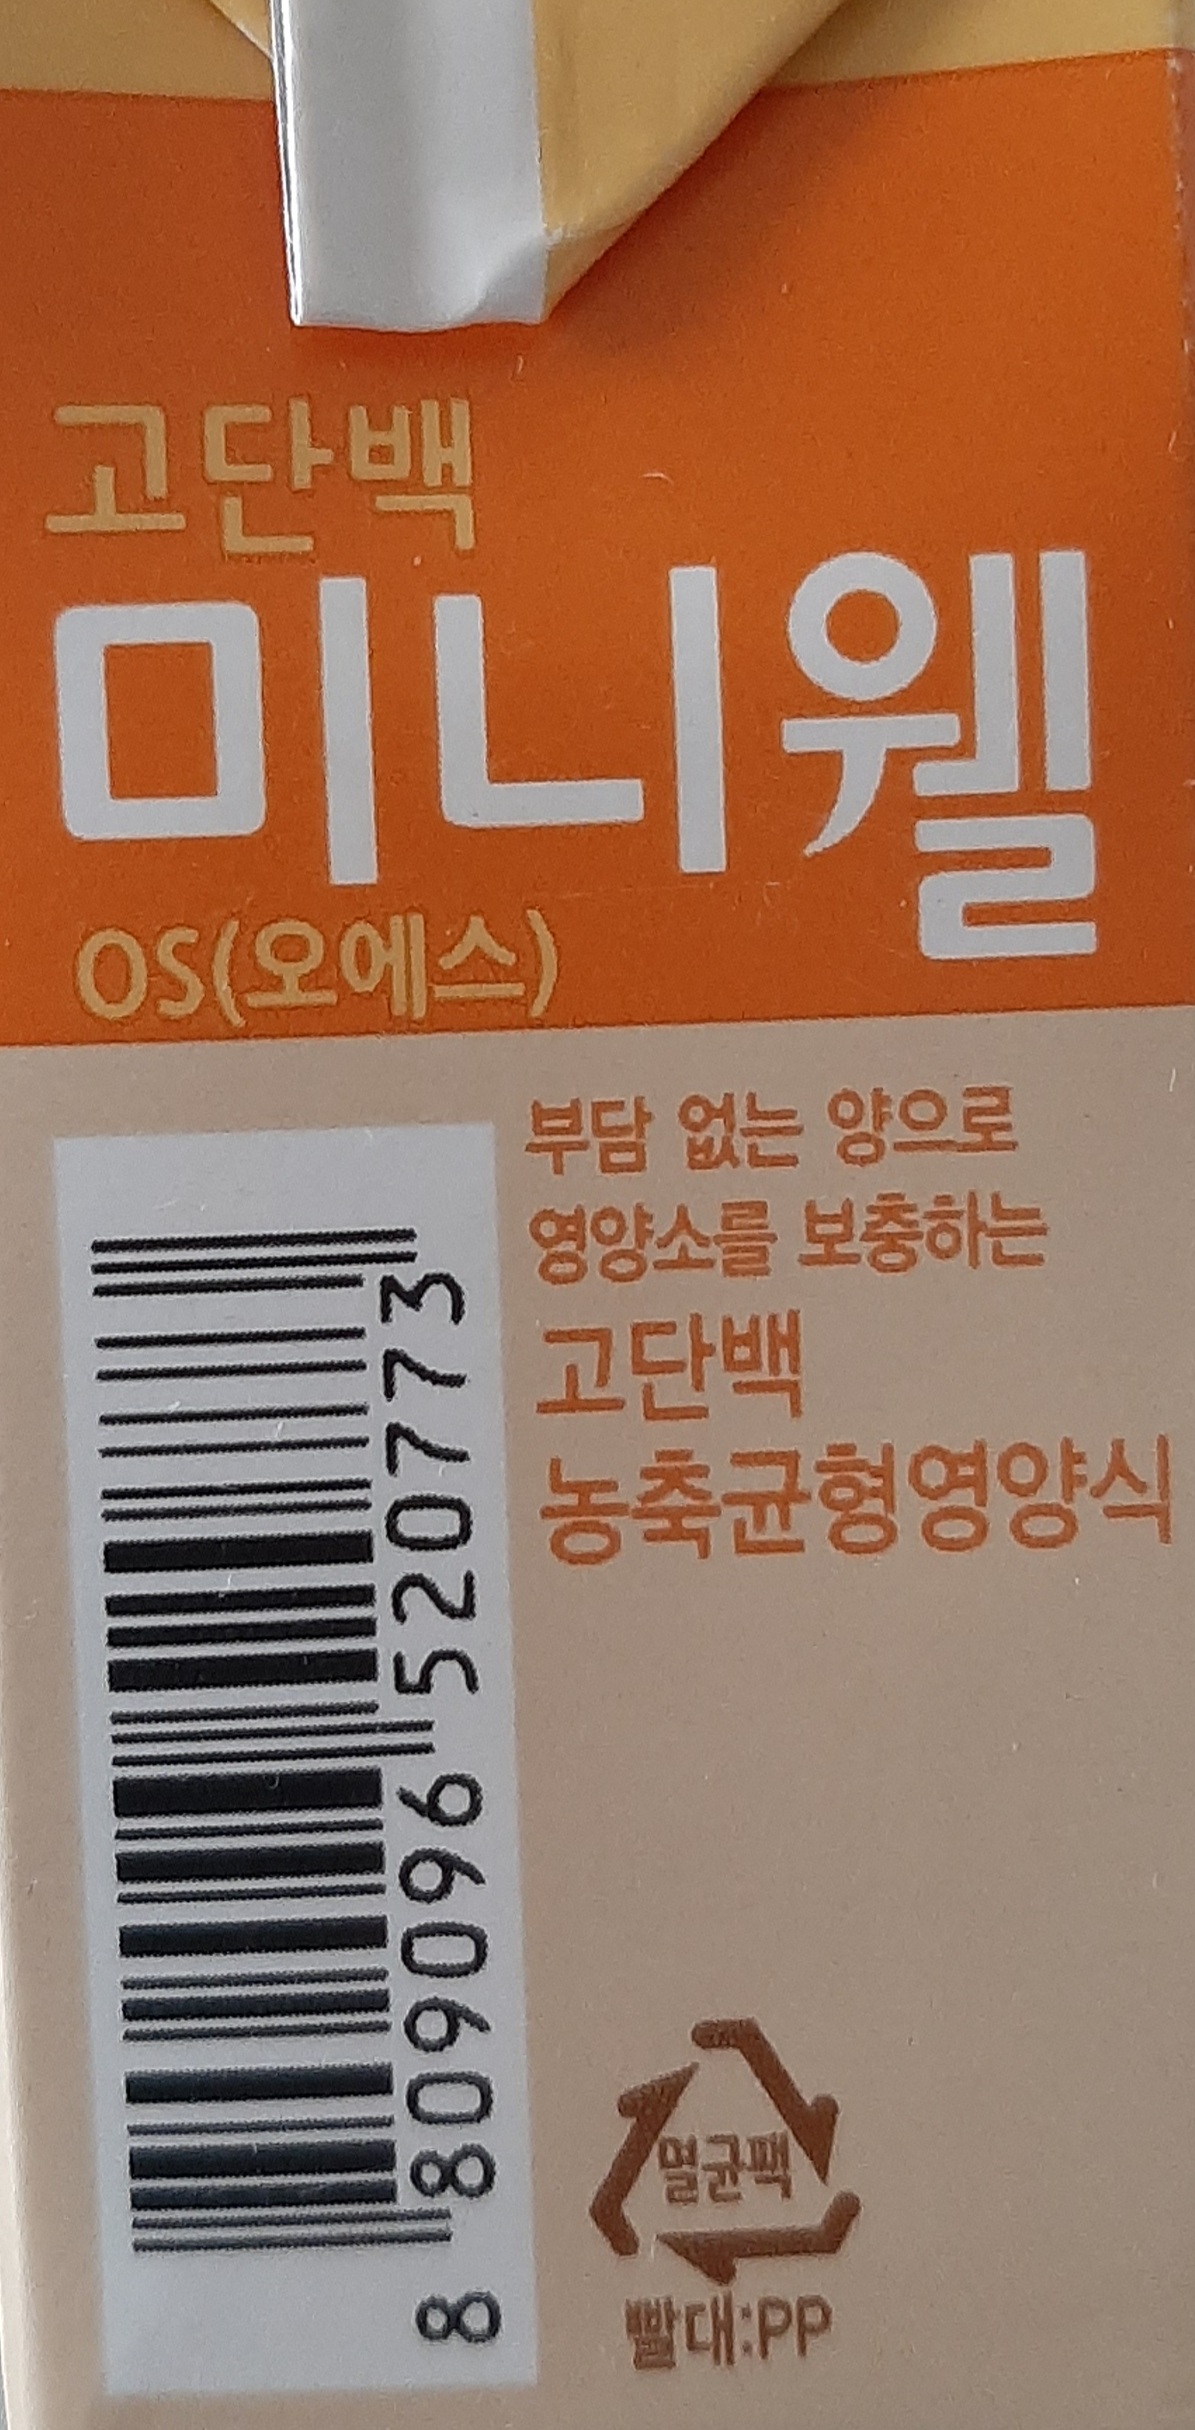 고단백
미니웰
OS(오에스)
부담 없는 양으로
영양소를 보충하는
고단백
농축균형영양식
8 809096 520773
멸균팩
빨대:PP